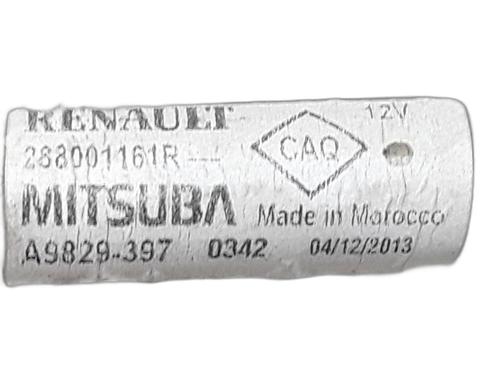 RENAULT 12V
288001161R --- CAQ
MITSUBA Made in Morocco
A9829-397 0342 04/12/2013